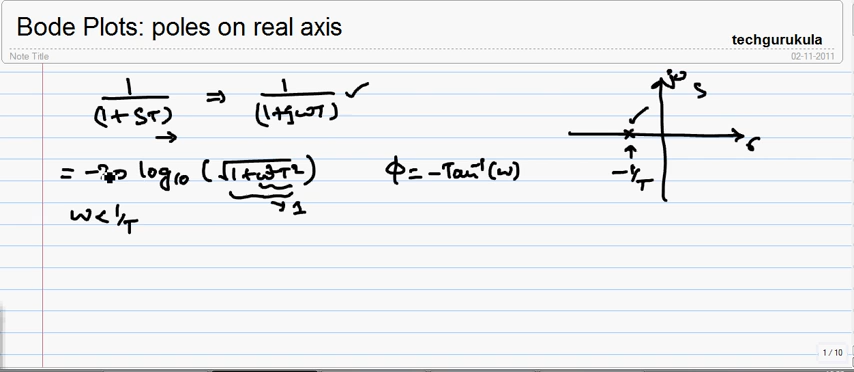 Bode Plots: poles on real axis
techgurukula
Note Title
02-11-2011
1/(1+ST) ⇒ 1/(1+jωT) ✓
jω
S
σ
-1/T
= -20 log10 (√1+ω²T²) φ = -Tan⁻¹(ω)
→ 1
ω < 1/T
1 / 10